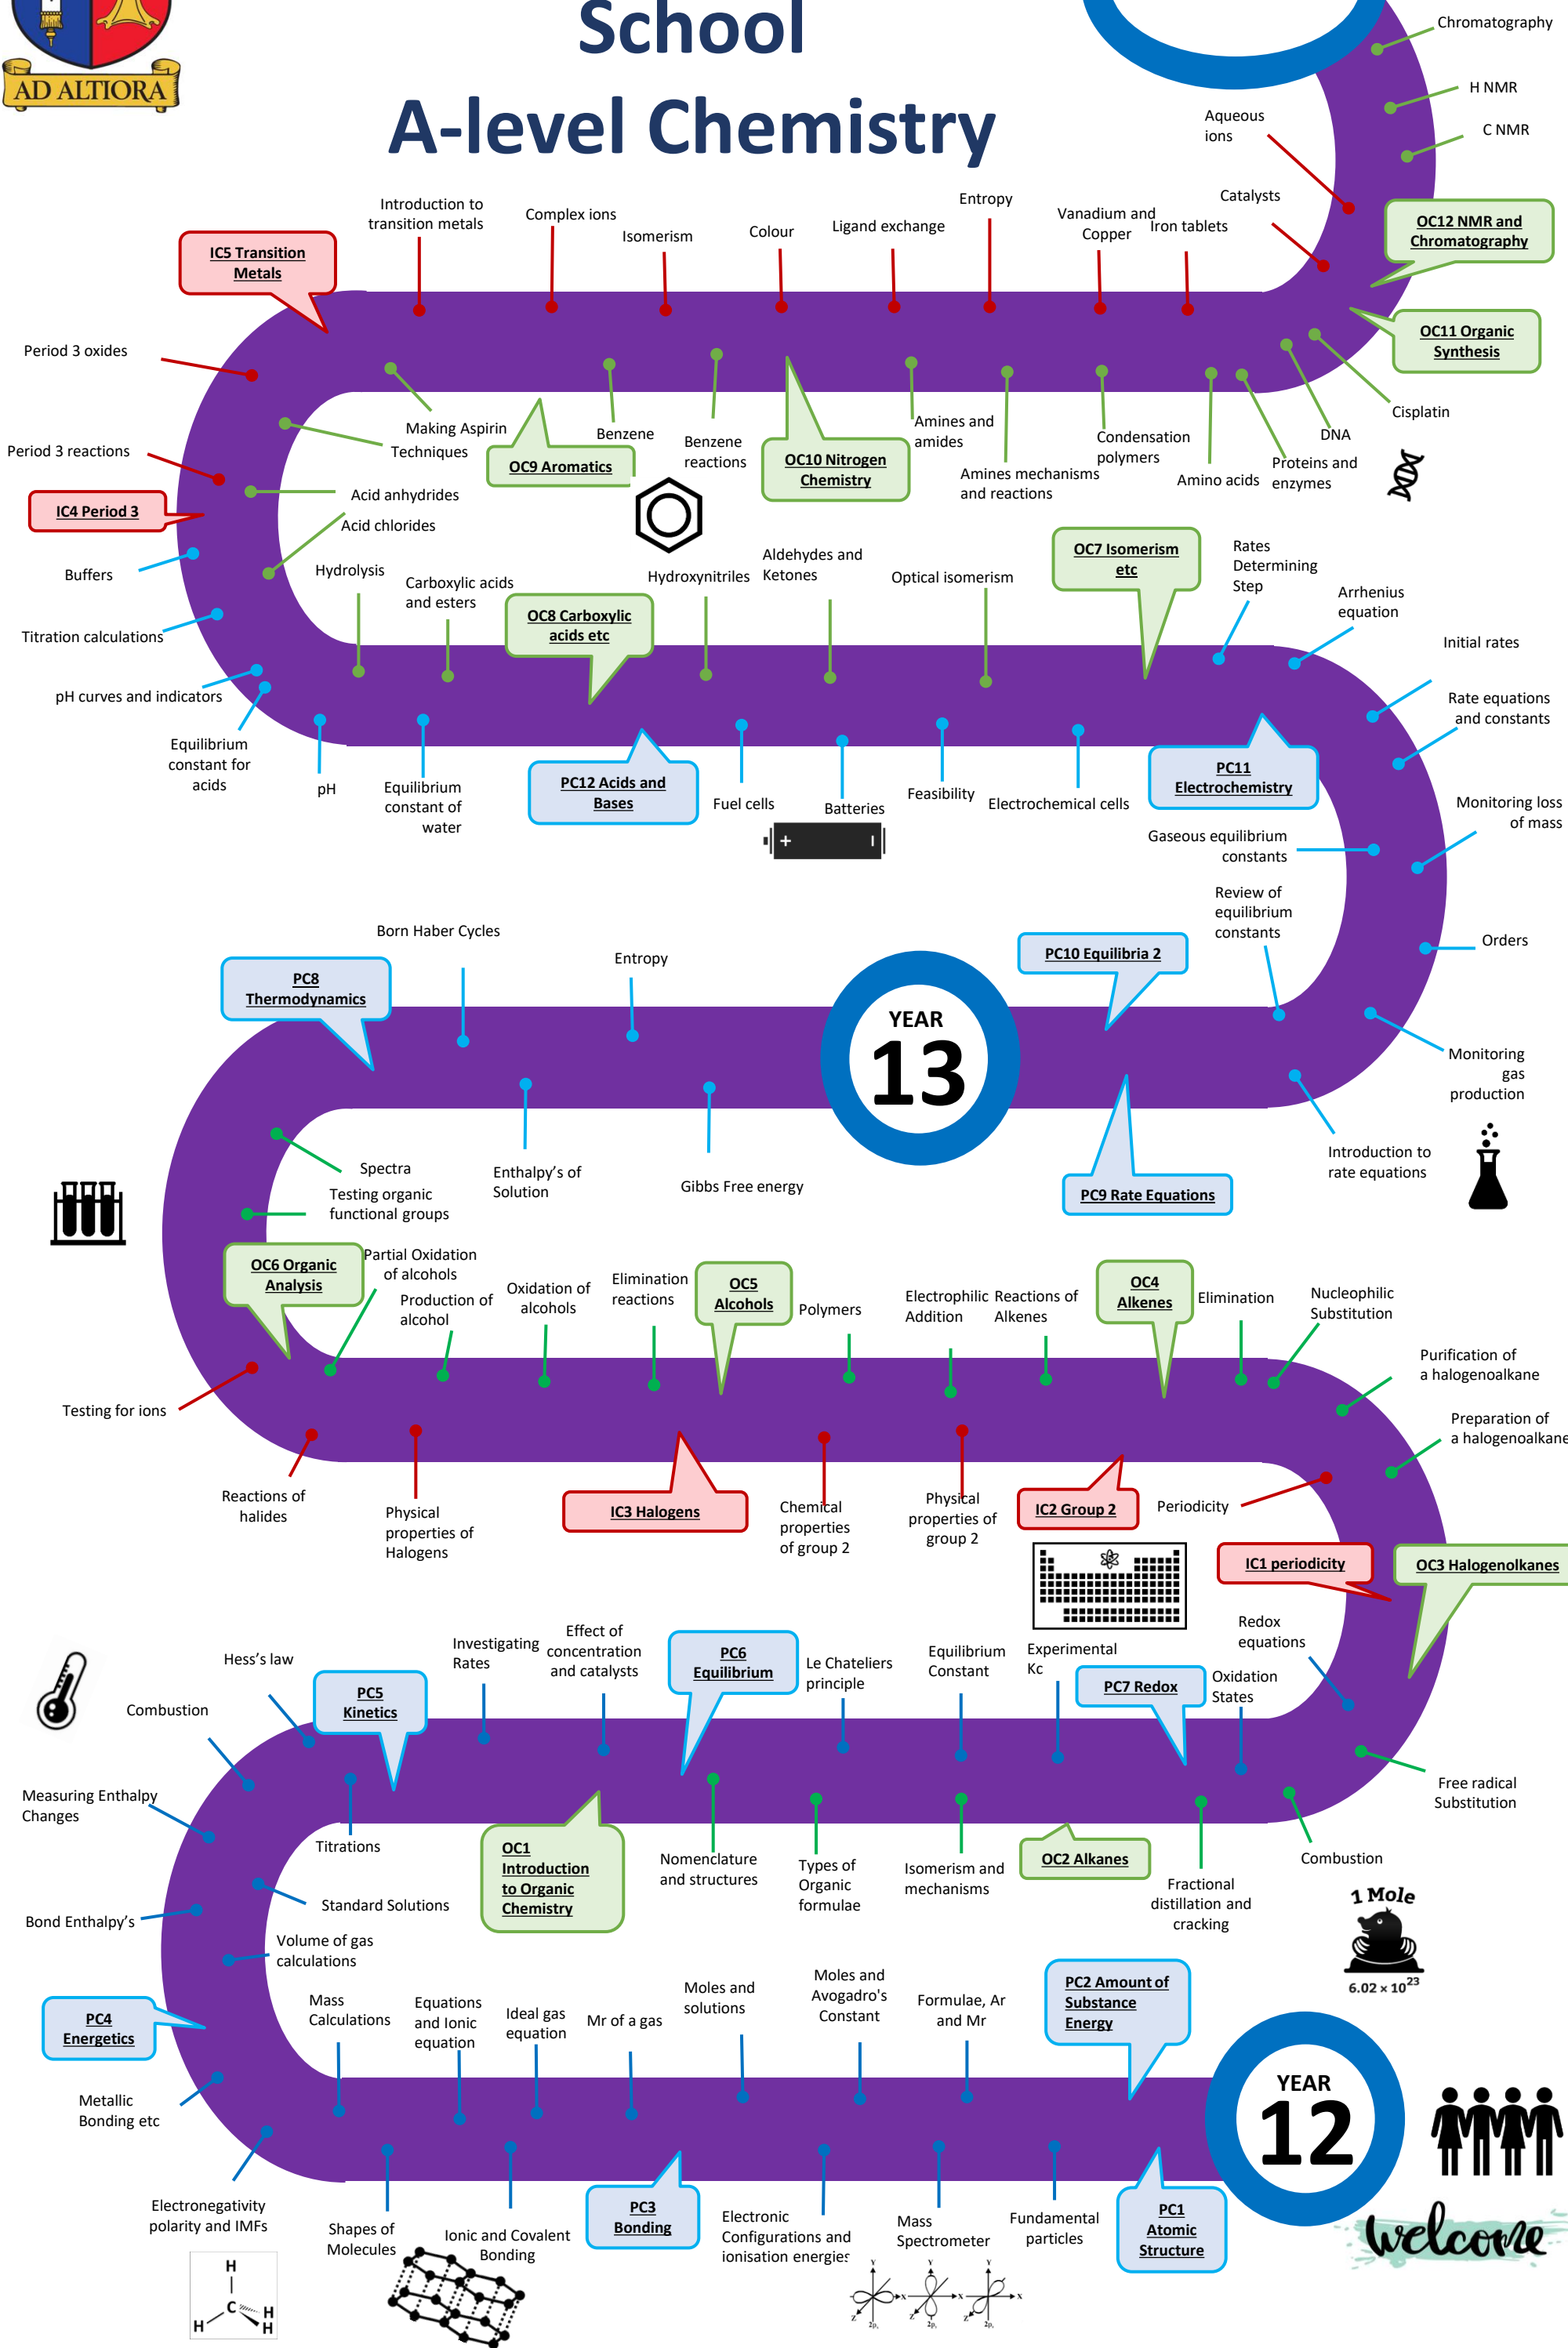 School
A-level Chemistry
AD ALTIORA
Chromatography
H NMR
C NMR
Aqueous
ions
Catalysts
OC12 NMR and
Chromatography
OC11 Organic
Synthesis
IC5 Transition
Metals
Introduction to
transition metals
Complex ions
Isomerism
Colour
Ligand exchange
Entropy
Vanadium and
Copper
Iron tablets
Period 3 oxides
Period 3 reactions
IC4 Period 3
Making Aspirin
Techniques
Acid anhydrides
Acid chlorides
OC9 Aromatics
Benzene
Benzene
reactions
OC10 Nitrogen
Chemistry
Amines and
amides
Amines mechanisms
and reactions
Condensation
polymers
Amino acids
Proteins and
enzymes
DNA
Cisplatin
Buffers
Titration calculations
pH curves and indicators
Equilibrium
constant for
acids
pH
Equilibrium
constant of
water
Hydrolysis
Carboxylic acids
and esters
OC8 Carboxylic
acids etc
Hydroxynitriles
Aldehydes and
Ketones
Optical isomerism
OC7 Isomerism
etc
Rates
Determining
Step
Arrhenius
equation
Initial rates
Rate equations
and constants
Monitoring loss
of mass
Orders
Monitoring
gas
production
Introduction to
rate equations
PC12 Acids and
Bases
Fuel cells
Batteries
+
Feasibility
Electrochemical cells
PC11
Electrochemistry
Gaseous equilibrium
constants
Review of
equilibrium
constants
PC10 Equilibria 2
PC9 Rate Equations
YEAR
13
PC8
Thermodynamics
Born Haber Cycles
Entropy
Enthalpy’s of
Solution
Gibbs Free energy
Spectra
Testing organic
functional groups
OC6 Organic
Analysis
Partial Oxidation
of alcohols
Production of
alcohol
Oxidation of
alcohols
Elimination
reactions
OC5
Alcohols
Polymers
Electrophilic
Addition
Reactions of
Alkenes
OC4
Alkenes
Elimination
Nucleophilic
Substitution
Purification of
a halogenoalkane
Preparation of
a halogenoalkane
Testing for ions
Reactions of
halides
Physical
properties of
Halogens
IC3 Halogens
Chemical
properties
of group 2
Physical
properties of
group 2
IC2 Group 2
Periodicity
IC1 periodicity
OC3 Halogenolkanes
Hess’s law
Combustion
Measuring Enthalpy
Changes
Bond Enthalpy’s
PC5
Kinetics
Investigating
Rates
Effect of
concentration
and catalysts
PC6
Equilibrium
Le Chateliers
principle
Equilibrium
Constant
Experimental
Kc
PC7 Redox
Oxidation
States
Redox
equations
Free radical
Substitution
Combustion
Titrations
Standard Solutions
Volume of gas
calculations
OC1
Introduction
to Organic
Chemistry
Nomenclature
and structures
Types of
Organic
formulae
Isomerism and
mechanisms
OC2 Alkanes
Fractional
distillation and
cracking
1 Mole
6.02 × 10²³
PC4
Energetics
Metallic
Bonding etc
Electronegativity
polarity and IMFs
Mass
Calculations
Equations
and Ionic
equation
Ideal gas
equation
Mr of a gas
Moles and
solutions
Moles and
Avogadro's
Constant
Formulae, Ar
and Mr
PC2 Amount of
Substance
Energy
YEAR
12
Shapes of
Molecules
Ionic and Covalent
Bonding
PC3
Bonding
Electronic
Configurations and
ionisation energies
Mass
Spectrometer
Fundamental
particles
PC1
Atomic
Structure
welcome
H
C
H
H
H
Y
Y
Y
X
X
X
Z
Z
Z